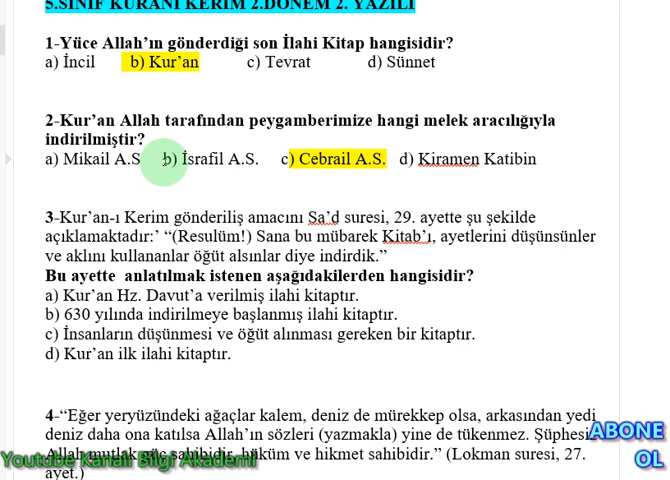 5.SINIF KURANI KERİM 2.DÖNEM 2. YAZILI
1-Yüce Allah’ın gönderdiği son İlahi Kitap hangisidir?
a) İncil b) Kur’an c) Tevrat d) Sünnet
2-Kur’an Allah tarafından peygamberimize hangi melek aracılığıyla
indirilmiştir?
a) Mikail A.S b) İsrafil A.S. c) Cebrail A.S. d) Kiramen Katibin
3-Kur’an-ı Kerim gönderiliş amacını Sa’d suresi, 29. ayette şu şekilde
açıklamaktadır:’ “(Resulüm!) Sana bu mübarek Kitab’ı, ayetlerini düşünsünler
ve aklını kullananlar öğüt alsınlar diye indirdik.”
Bu ayette anlatılmak istenen aşağıdakilerden hangisidir?
a) Kur’an Hz. Davut’a verilmiş ilahi kitaptır.
b) 630 yılında indirilmeye başlanmış ilahi kitaptır.
c) İnsanların düşünmesi ve öğüt alınması gereken bir kitaptır.
d) Kur’an ilk ilahi kitaptır.
4-“Eğer yeryüzündeki ağaçlar kalem, deniz de mürekkep olsa, arkasından yedi
deniz daha ona katılsa Allah’ın sözleri (yazmakla) yine de tükenmez. Şüphesi
ABONE
Allah mutlak güç sahibidir, hüküm ve hikmet sahibidir.” (Lokman suresi, 27.
Youtube Kanalı Bilgi Akademi
OL
ayet.)